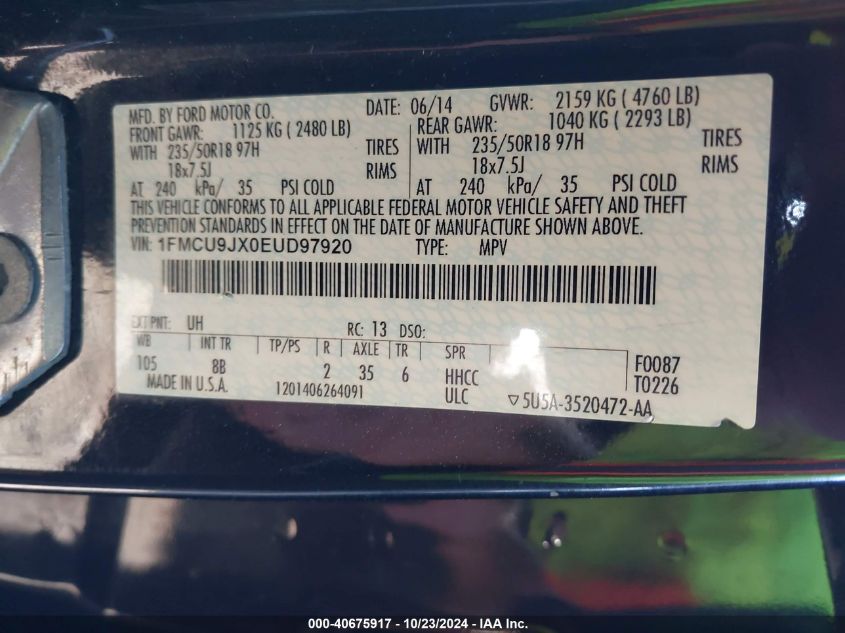 MFD. BY FORD MOTOR CO. DATE: 06/14 GVWR: 2159 KG ( 4760 LB)
FRONT GAWR: 1125 KG ( 2480 LB) REAR GAWR: 1040 KG ( 2293 LB)
WITH 235/50R18 97H TIRES WITH 235/50R18 97H TIRES
18x7.5J RIMS 18x7.5J RIMS
AT 240 kPa/ 35 PSI COLD AT 240 kPa/ 35 PSI COLD
THIS VEHICLE CONFORMS TO ALL APPLICABLE FEDERAL MOTOR VEHICLE SAFETY AND THEFT
PREVENTION STANDARDS IN EFFECT ON THE DATE OF MANUFACTURE SHOWN ABOVE.
VIN: 1FMCU9JX0EUD97920 TYPE: MPV
EXT PNT: UH RC: 13 DSO:
WB INT TR TP/PS R AXLE TR SPR F0087
105 8B 2 35 6 HHCC T0226
MADE IN U.S.A. 1201406264091 ULC ▽5U5A-3520472-AA
000-40675917 - 10/23/2024 - IAA Inc.